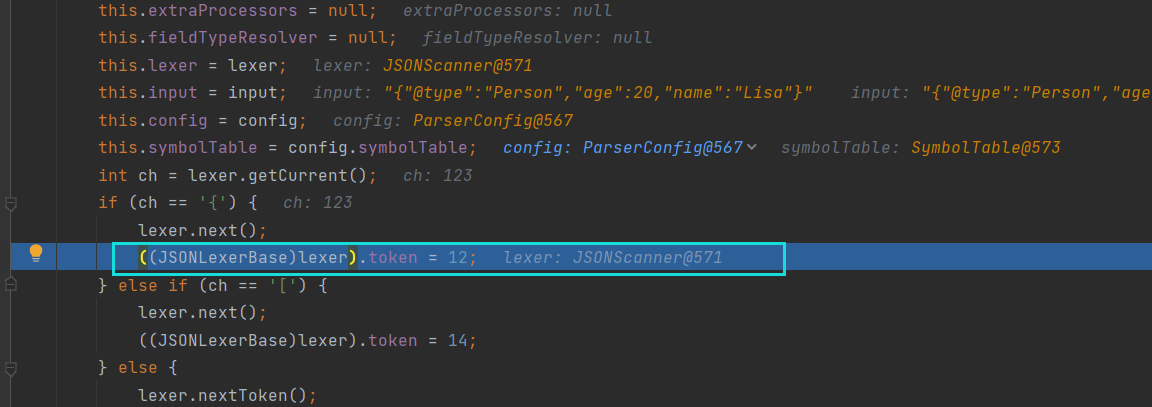 this.extraProcessors = null; extraProcessors: null
this.fieldTypeResolver = null; fieldTypeResolver: null
this.lexer = lexer; lexer: JSONScanner@571
this.input = input; input: "{"@type":"Person","age":20,"name":"Lisa"}" input: "{"@type":"Person","age
this.config = config; config: ParserConfig@567
this.symbolTable = config.symbolTable; config: ParserConfig@567 symbolTable: SymbolTable@573
int ch = lexer.getCurrent(); ch: 123
if (ch == '{') { ch: 123
lexer.next();
((JSONLexerBase)lexer).token = 12; lexer: JSONScanner@571
} else if (ch == '[') {
lexer.next();
((JSONLexerBase)lexer).token = 14;
} else {
lexer.nextToken();